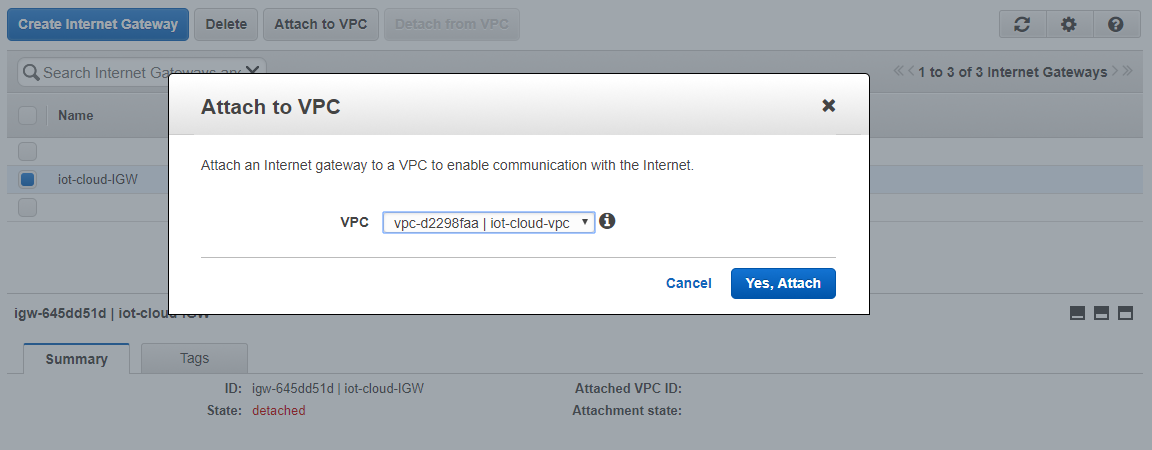 Create Internet Gateway Delete Attach to VPC Detach from VPC
Search Internet Gateways and
1 to 3 of 3 Internet Gateways
Name
iot-cloud-IGW
Attach to VPC
Attach an Internet gateway to a VPC to enable communication with the Internet.
VPC vpc-d2298faa | iot-cloud-vpc
Cancel Yes, Attach
igw-645dd51d | iot-cloud-IGW
Summary Tags
ID: igw-645dd51d | iot-cloud-IGW Attached VPC ID:
State: detached Attachment state: